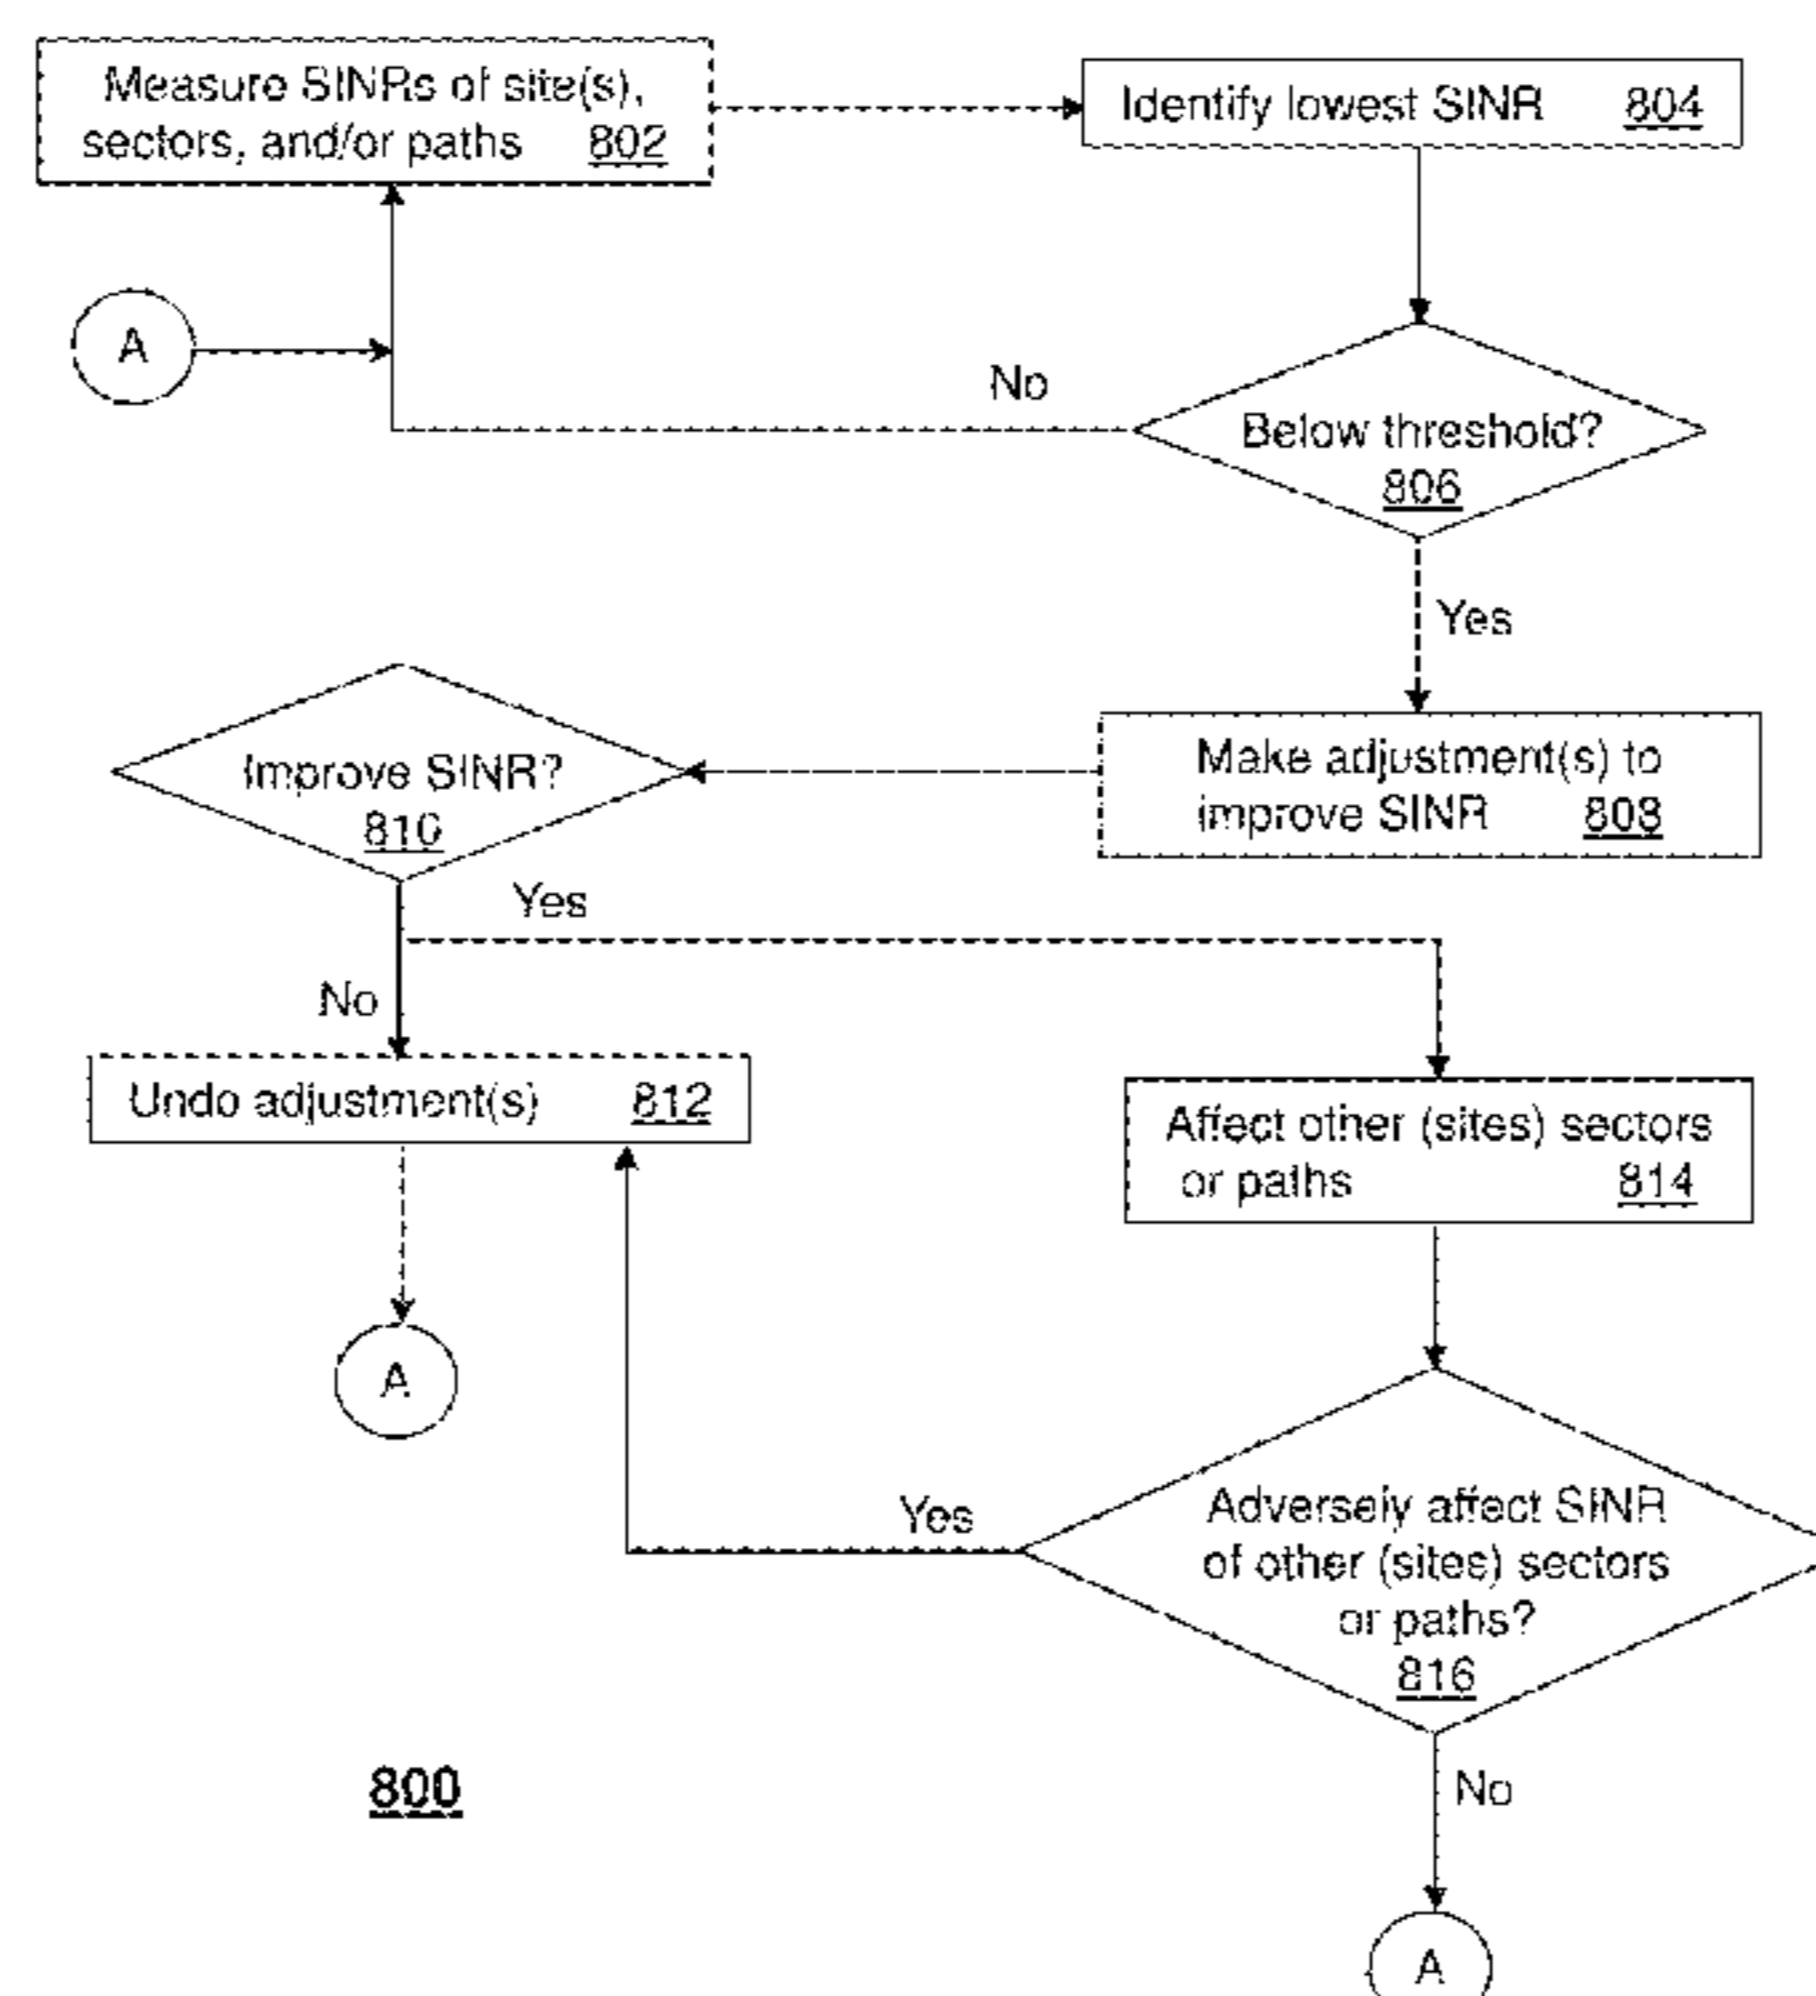 Measure SINRs of site(s),
sectors, and/or paths 802
Identify lowest SINR 804
A
No
Below threshold?
806
Yes
Improve SINR?
810
Make adjustment(s) to
improve SINR 808
Yes
No
Undo adjustment(s) 812
Affect other (sites) sectors
or paths 814
A
Yes
Adversely affect SINR
of other (sites) sectors
or paths?
816
800
No
A